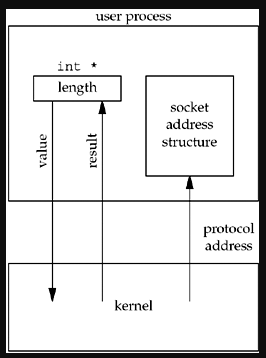 user process
int *
length
socket
address
structure
value
result
protocol
address
kernel